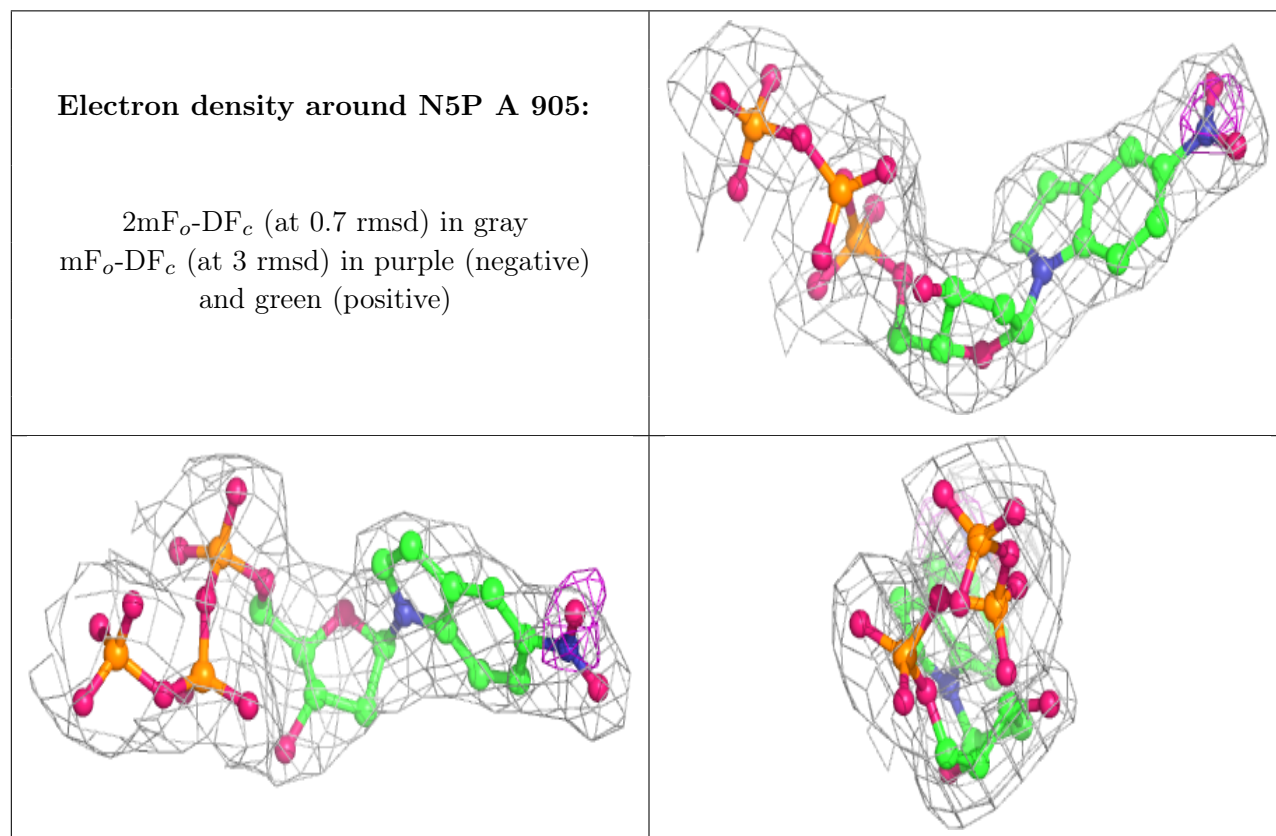 Electron density around N5P A 905:
2mFo-DFc (at 0.7 rmsd) in gray
mFo-DFc (at 3 rmsd) in purple (negative)
and green (positive)